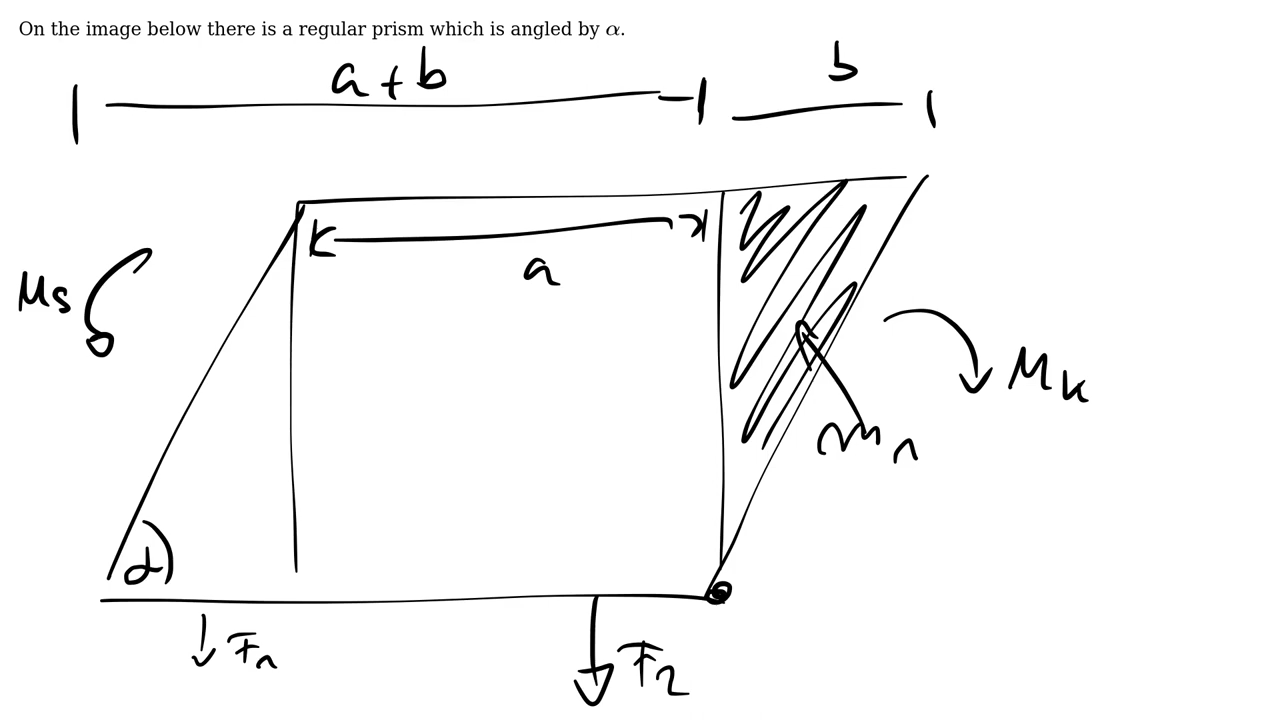 On the image below there is a regular prism which is angled by α.
a + b
b
a
Ms
Mk
m₁
α
F₁
F₂